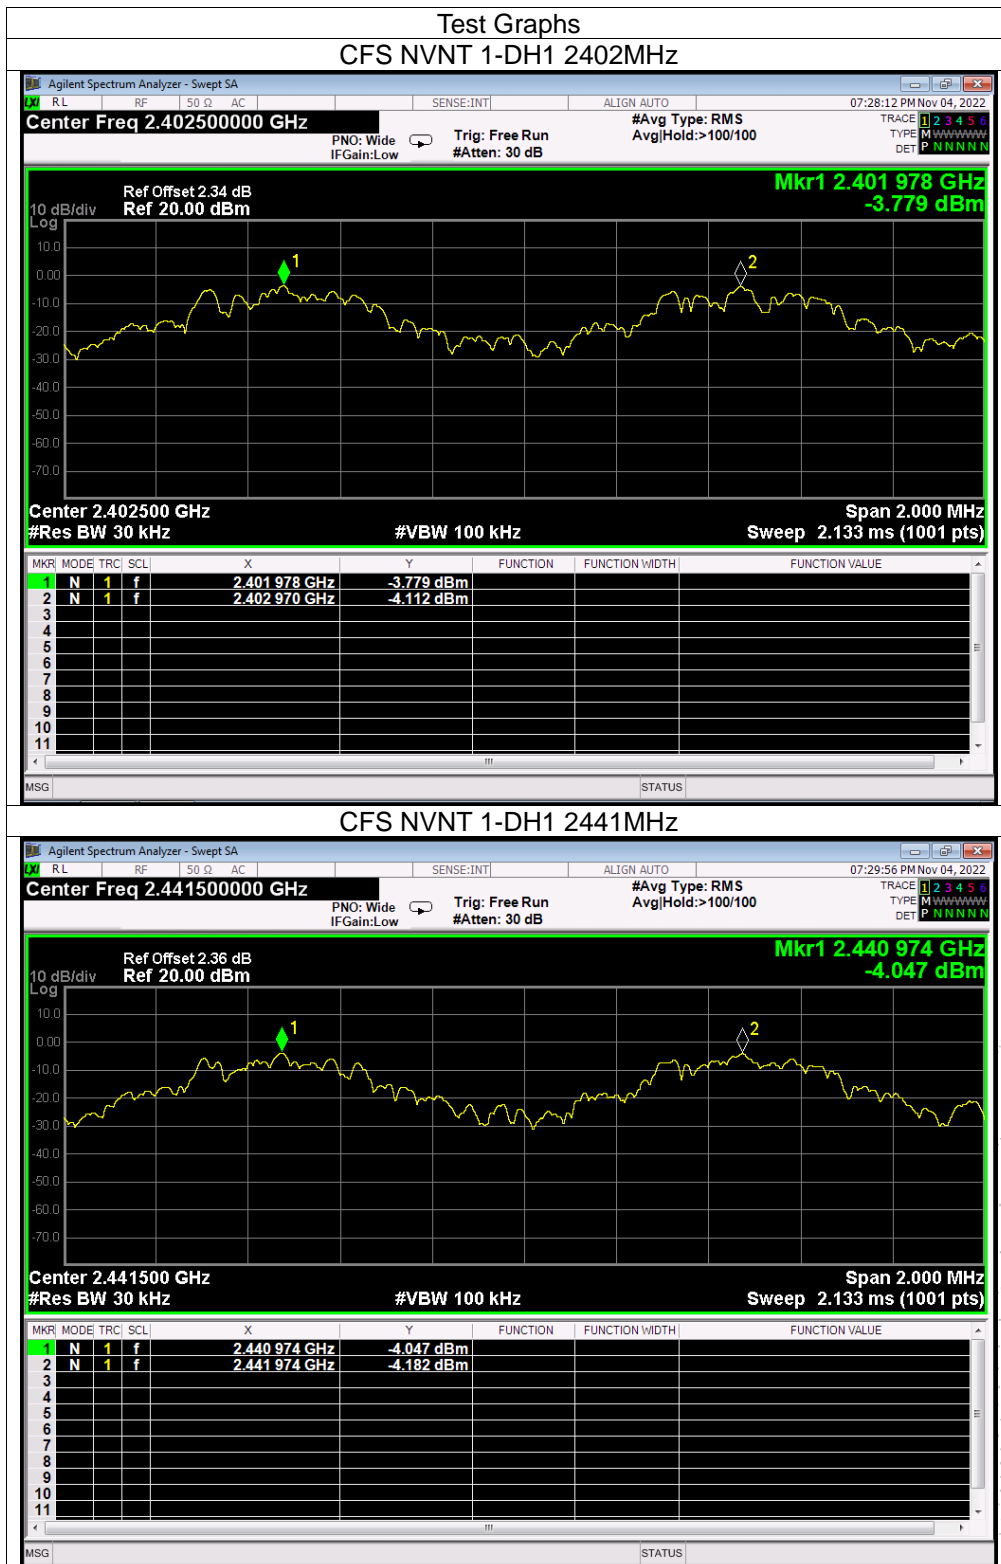 Test Graphs
CFS NVNT 1-DH1 2402MHz
Agilent Spectrum Analyzer - Swept SA
LXI RL RF 50 Ω AC SENSE:INT ALIGN AUTO 07:28:12 PM Nov 04, 2022
Center Freq 2.402500000 GHz #Avg Type: RMS TRACE 1 2 3 4 5 6
PNO: Wide Trig: Free Run Avg|Hold:>100/100 TYPE M WWWWW
IFGain:Low #Atten: 30 dB DET P N N N N N
Mkr1 2.401 978 GHz
Ref Offset 2.34 dB
-3.779 dBm
10 dB/div Ref 20.00 dBm
Log
10.0
1
2
0.00
-10.0
-20.0
-30.0
-40.0
-50.0
-60.0
-70.0
Center 2.402500 GHz Span 2.000 MHz
#Res BW 30 kHz #VBW 100 kHz Sweep 2.133 ms (1001 pts)
MKR MODE TRC SCL X Y FUNCTION FUNCTION WIDTH FUNCTION VALUE
1 N 1 f 2.401 978 GHz -3.779 dBm
2 N 1 f 2.402 970 GHz -4.112 dBm
3
4
5
6
7
8
9
10
11
MSG STATUS
CFS NVNT 1-DH1 2441MHz
Agilent Spectrum Analyzer - Swept SA
LXI RL RF 50 Ω AC SENSE:INT ALIGN AUTO 07:29:56 PM Nov 04, 2022
Center Freq 2.441500000 GHz #Avg Type: RMS TRACE 1 2 3 4 5 6
PNO: Wide Trig: Free Run Avg|Hold:>100/100 TYPE M WWWWW
IFGain:Low #Atten: 30 dB DET P N N N N N
Mkr1 2.440 974 GHz
Ref Offset 2.36 dB
-4.047 dBm
10 dB/div Ref 20.00 dBm
Log
10.0
1
2
0.00
-10.0
-20.0
-30.0
-40.0
-50.0
-60.0
-70.0
Center 2.441500 GHz Span 2.000 MHz
#Res BW 30 kHz #VBW 100 kHz Sweep 2.133 ms (1001 pts)
MKR MODE TRC SCL X Y FUNCTION FUNCTION WIDTH FUNCTION VALUE
1 N 1 f 2.440 974 GHz -4.047 dBm
2 N 1 f 2.441 974 GHz -4.182 dBm
3
4
5
6
7
8
9
10
11
MSG STATUS